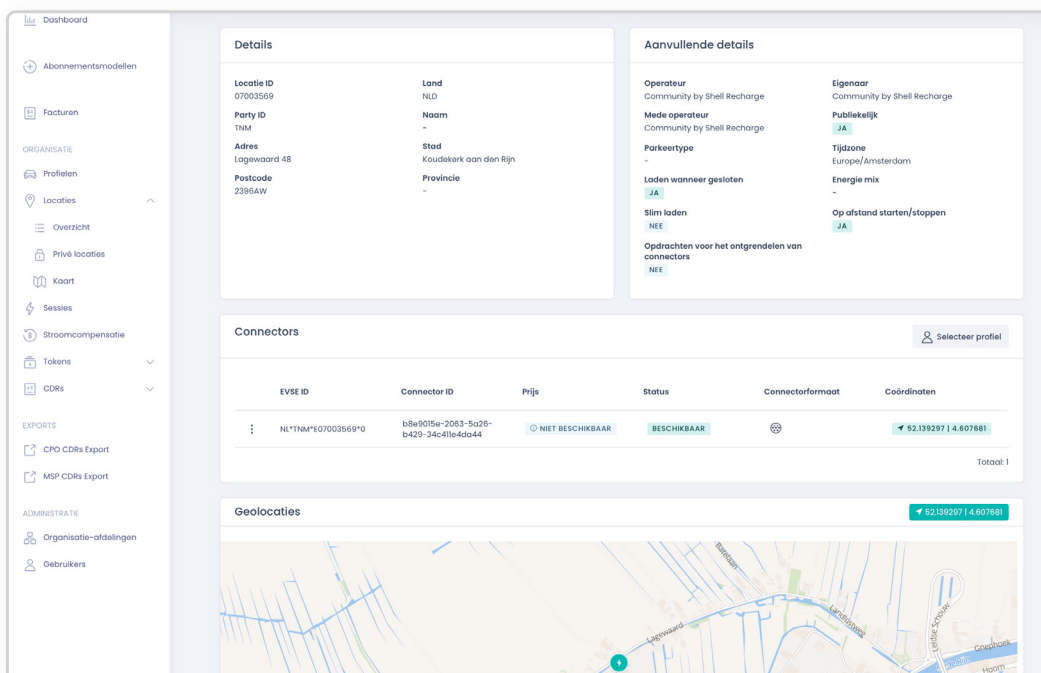 Dashboard
Abonnementsmodellen
Facturen
ORGANISATIE
Profielen
Locaties
Overzicht
Privé locaties
Kaart
Sessies
Stroomcompensatie
Tokens
CDRs
EXPORTS
CPO CDRs Export
MSP CDRs Export
ADMINISTRATIE
Organisatie-afdelingen
Gebruikers
Details
Locatie ID
07003569
Land
NLD
Party ID
TNM
Naam
-
Adres
Lagewaard 48
Stad
Koudekerk aan den Rijn
Postcode
2396AW
Provincie
-
Aanvullende details
Operateur
Community by Shell Recharge
Eigenaar
Community by Shell Recharge
Mede operateur
Community by Shell Recharge
Publiekelijk
JA
Parkeertype
-
Tijdzone
Europe/Amsterdam
Laden wanneer gesloten
JA
Energie mix
-
Slim laden
NEE
Op afstand starten/stoppen
JA
Opdrachten voor het ontgrendelen van
connectors
NEE
Connectors
Selecteer profiel
EVSE ID Connector ID Prijs Status Connectorformaat Coördinaten
NL*TNM*E07003569*0 b8e9015e-2063-5a26-
b429-34c411e4da44 NIET BESCHIKBAAR BESCHIKBAAR 52.139297 | 4.607681
Totaal: 1
Geolocaties
52.139297 | 4.607681
Lagewaard
Landlostweg
Leidse Schouw
Gnephoek
Hoorn